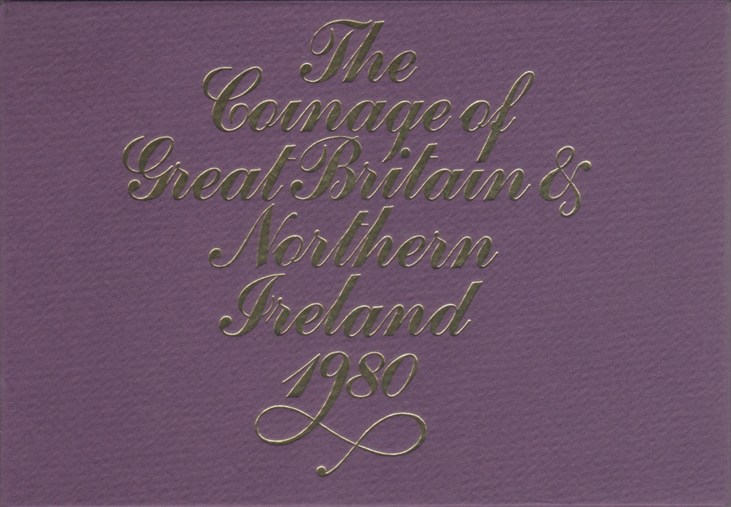 The
Coinage of
Great Britain &
Northern
Ireland
1980